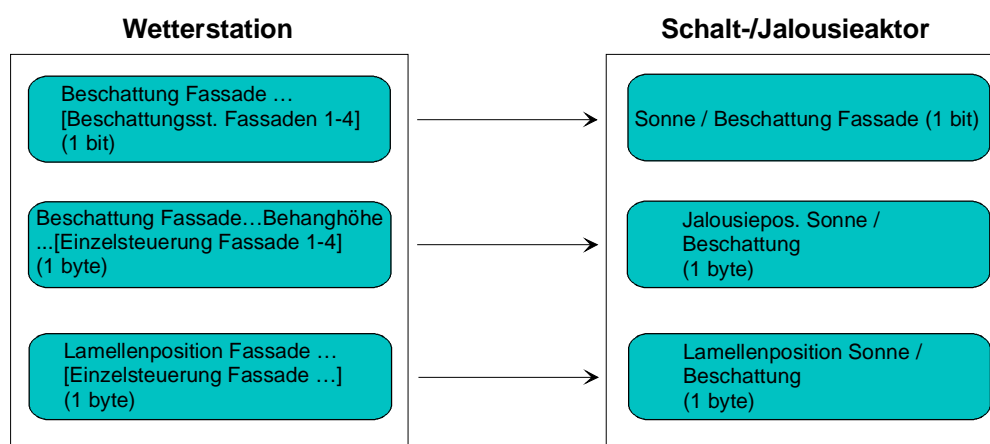 Wetterstation
Schalt-/Jalousieaktor
Beschattung Fassade …
[Beschattungsst. Fassaden 1-4]
(1 bit)
Sonne / Beschattung Fassade (1 bit)
Beschattung Fassade…Behanghöhe
...[Einzelsteuerung Fassade 1-4]
(1 byte)
Jalousiepos. Sonne /
Beschattung
(1 byte)
Lamellenposition Fassade …
[Einzelsteuerung Fassade …]
(1 byte)
Lamellenposition Sonne /
Beschattung
(1 byte)